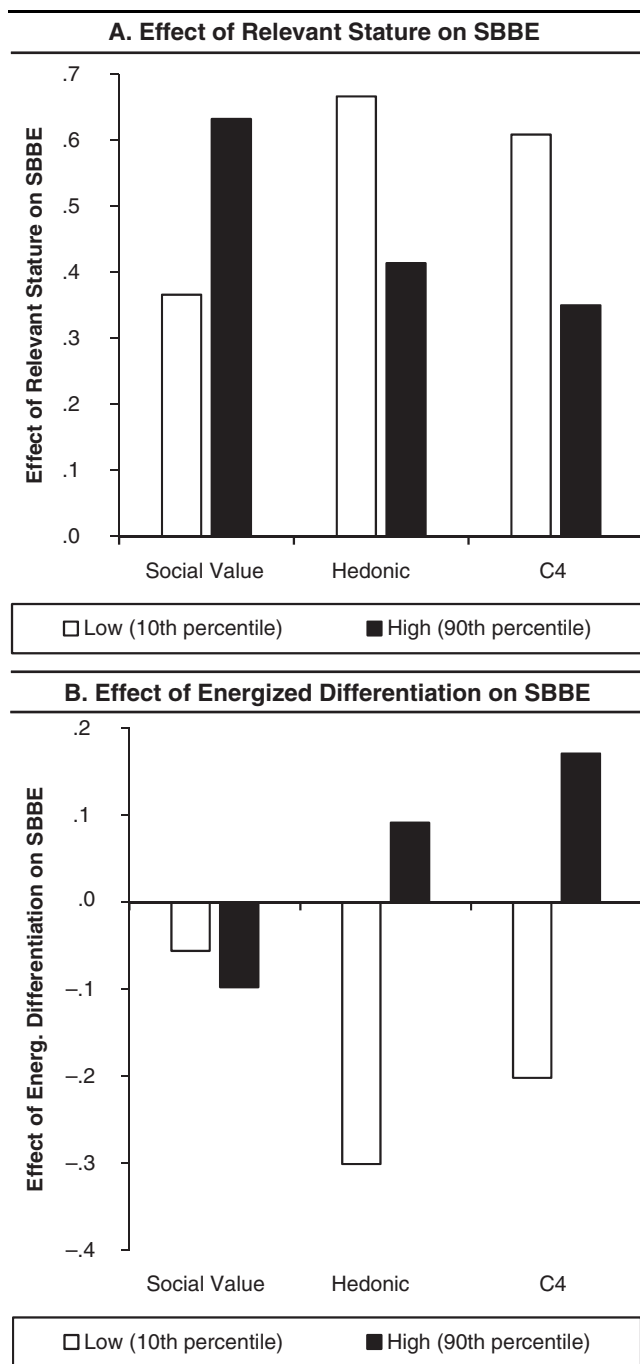 A. Effect of Relevant Stature on SBBE
Effect of Relevant Stature on SBBE
.7
.6
.5
.4
.3
.2
.1
.0
Social Value Hedonic C4
Low (10th percentile) High (90th percentile)
B. Effect of Energized Differentiation on SBBE
Effect of Energ. Differentiation on SBBE
.2
.1
.0
–.1
–.2
–.3
–.4
Social Value Hedonic C4
Low (10th percentile) High (90th percentile)